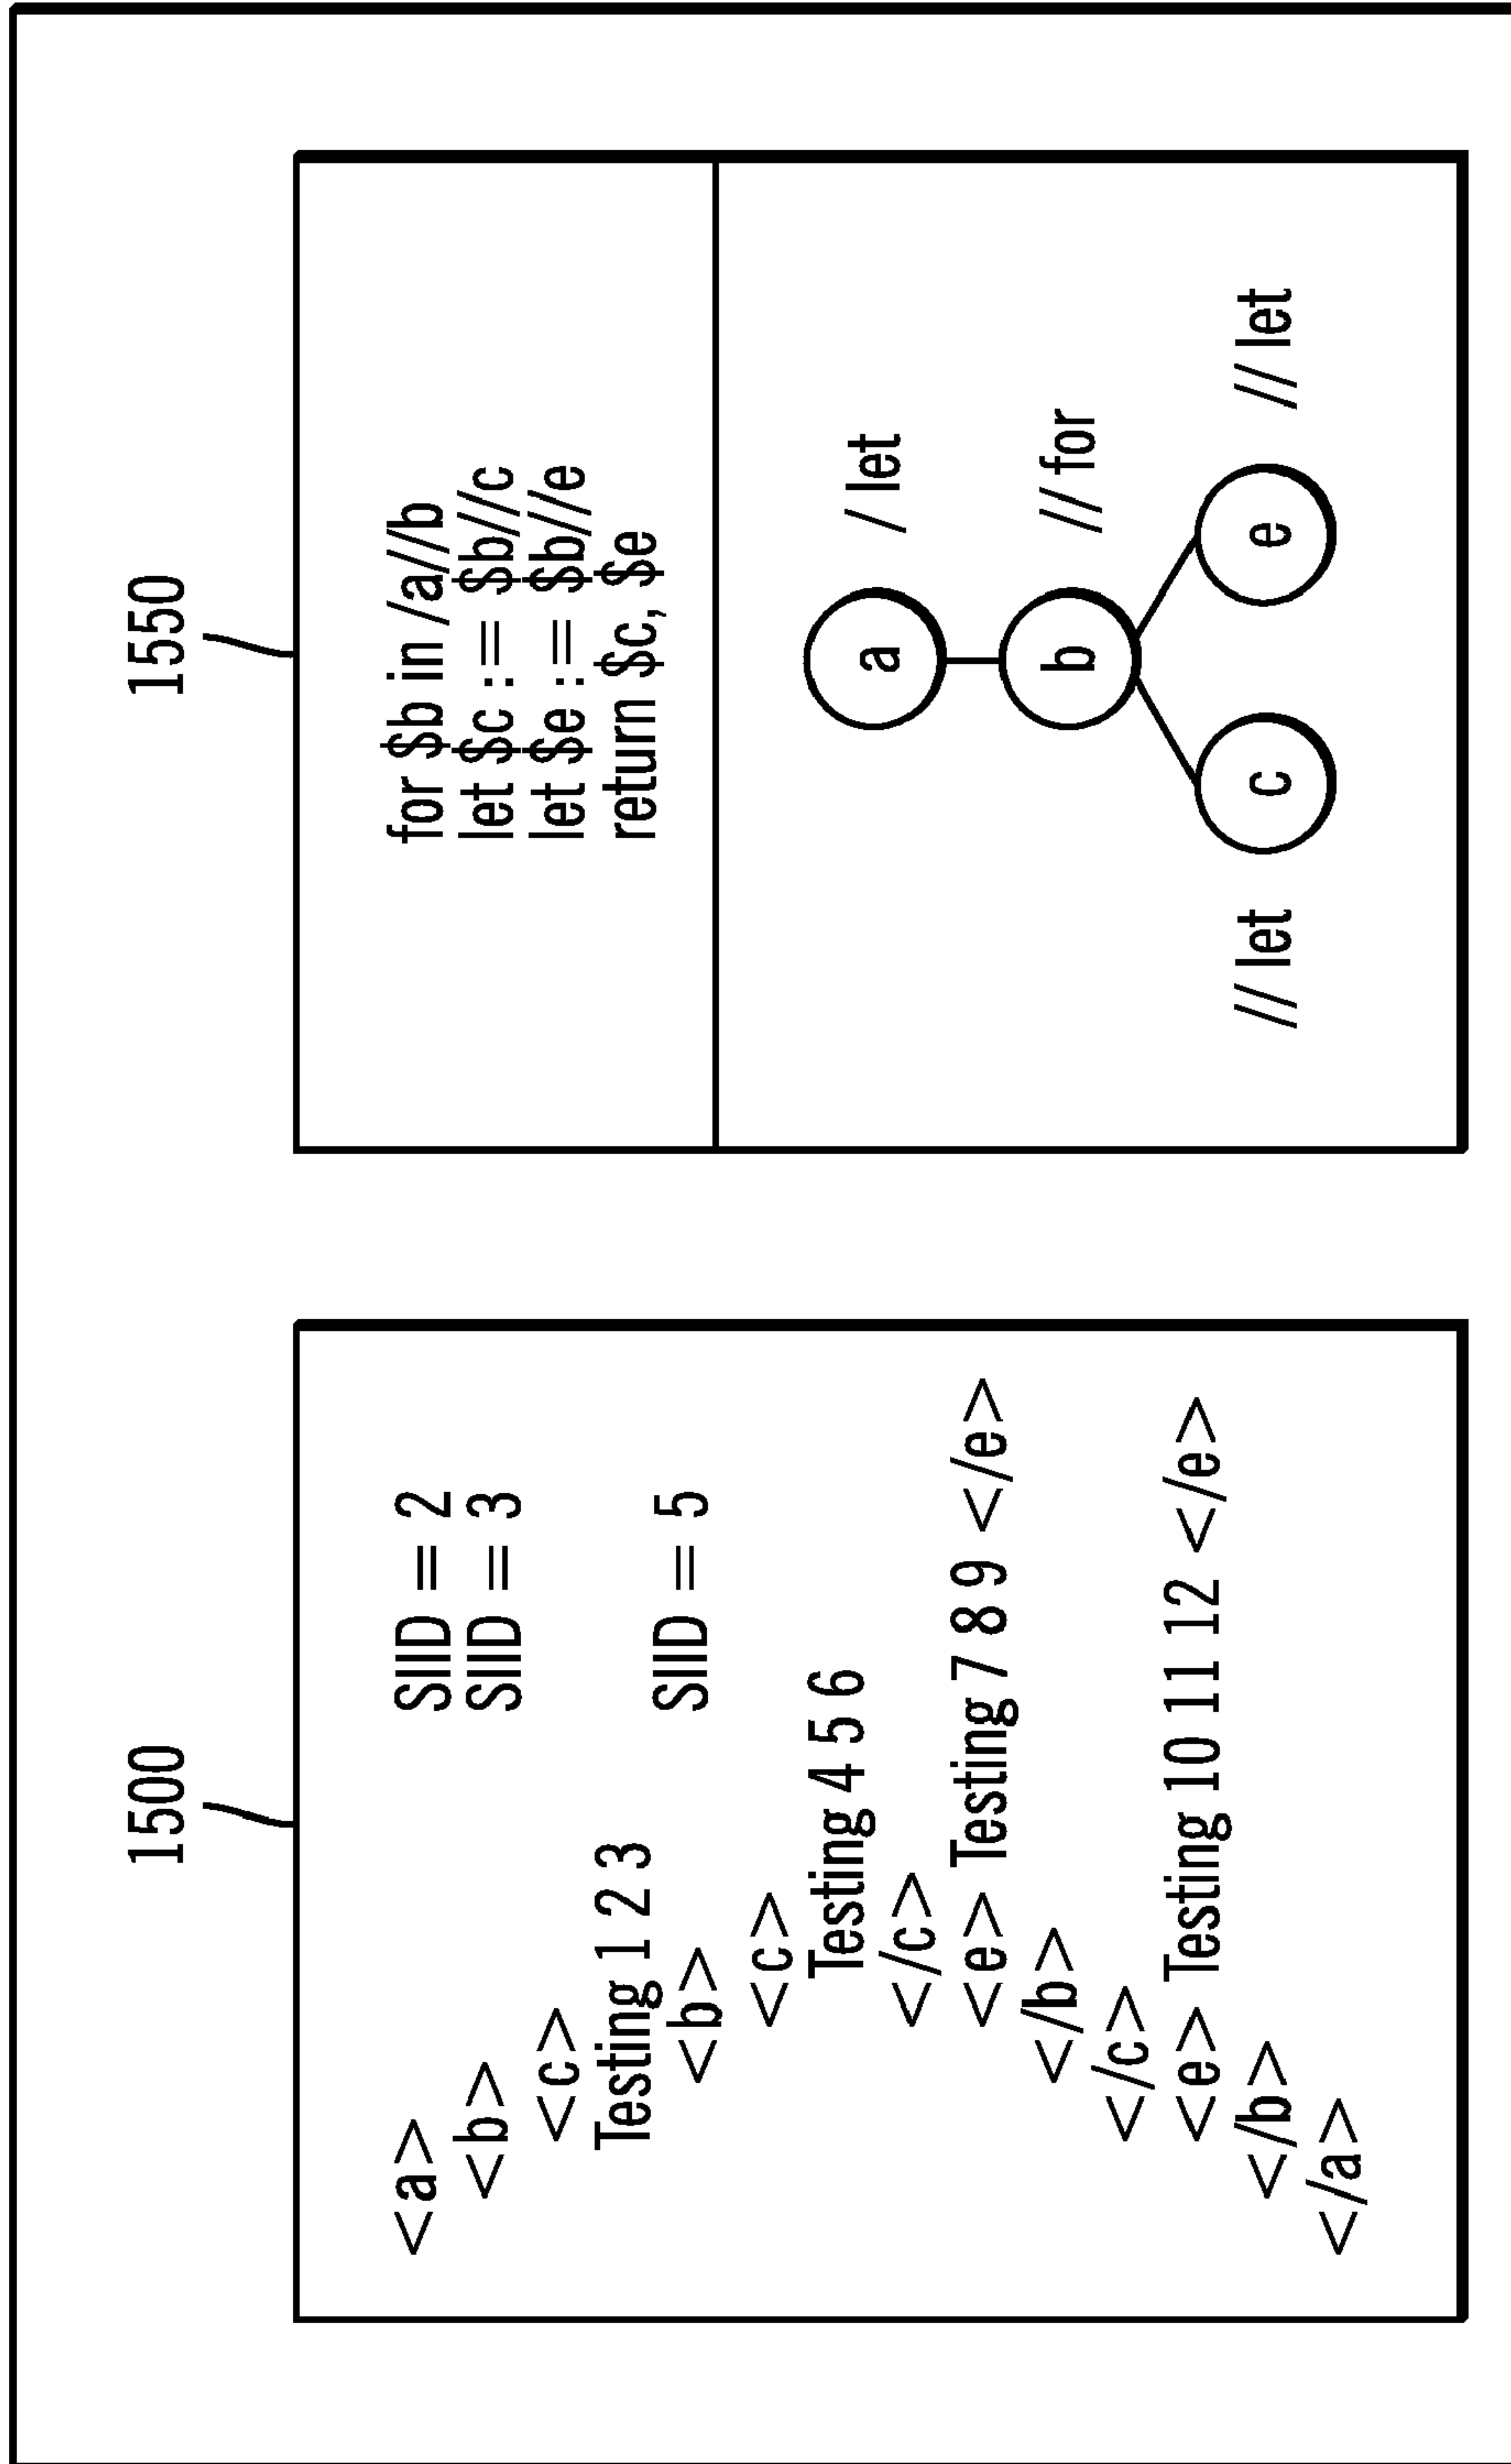 1500
<a> SIID = 2
<b> SIID = 3
<c>
Testing 1 2 3
<b> SIID = 5
<c>
Testing 4 5 6
</c>
<e> Testing 7 8 9 </e>
</b>
</c>
<e> Testing 10 11 12 </e>
</b>
</a>
1550
for $b in /a//b
let $c := $b//c
let $e := $b//e
return $c, $e
a / let
b // for
// let c e // let